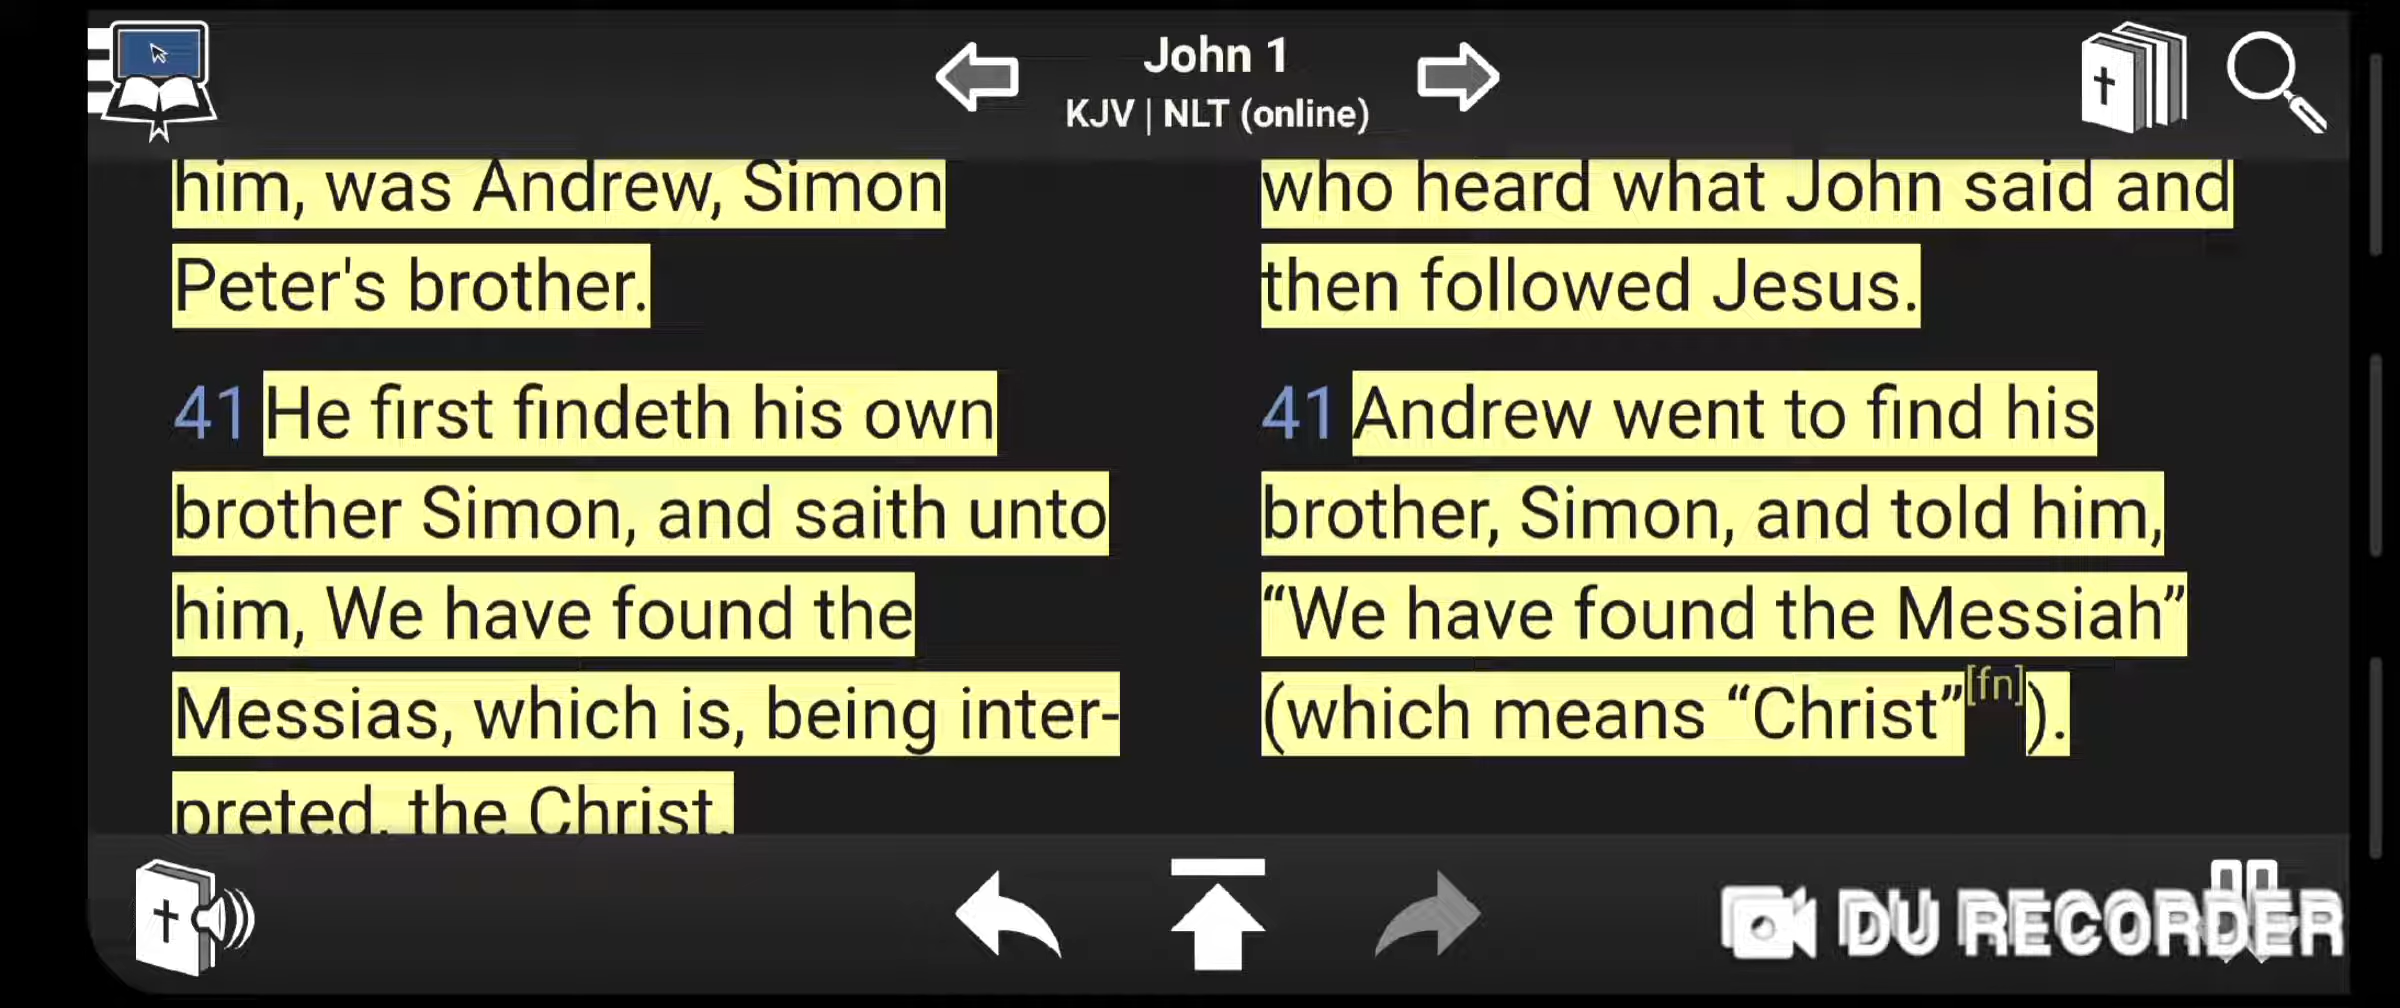 John 1
KJV | NLT (online)
him, was Andrew, Simon
Peter's brother.
41 He first findeth his own
brother Simon, and saith unto
him, We have found the
Messias, which is, being inter-
preted, the Christ.
who heard what John said and
then followed Jesus.
41 Andrew went to find his
brother, Simon, and told him,
“We have found the Messiah”
(which means “Christ”[fn]).
DU RECORDER